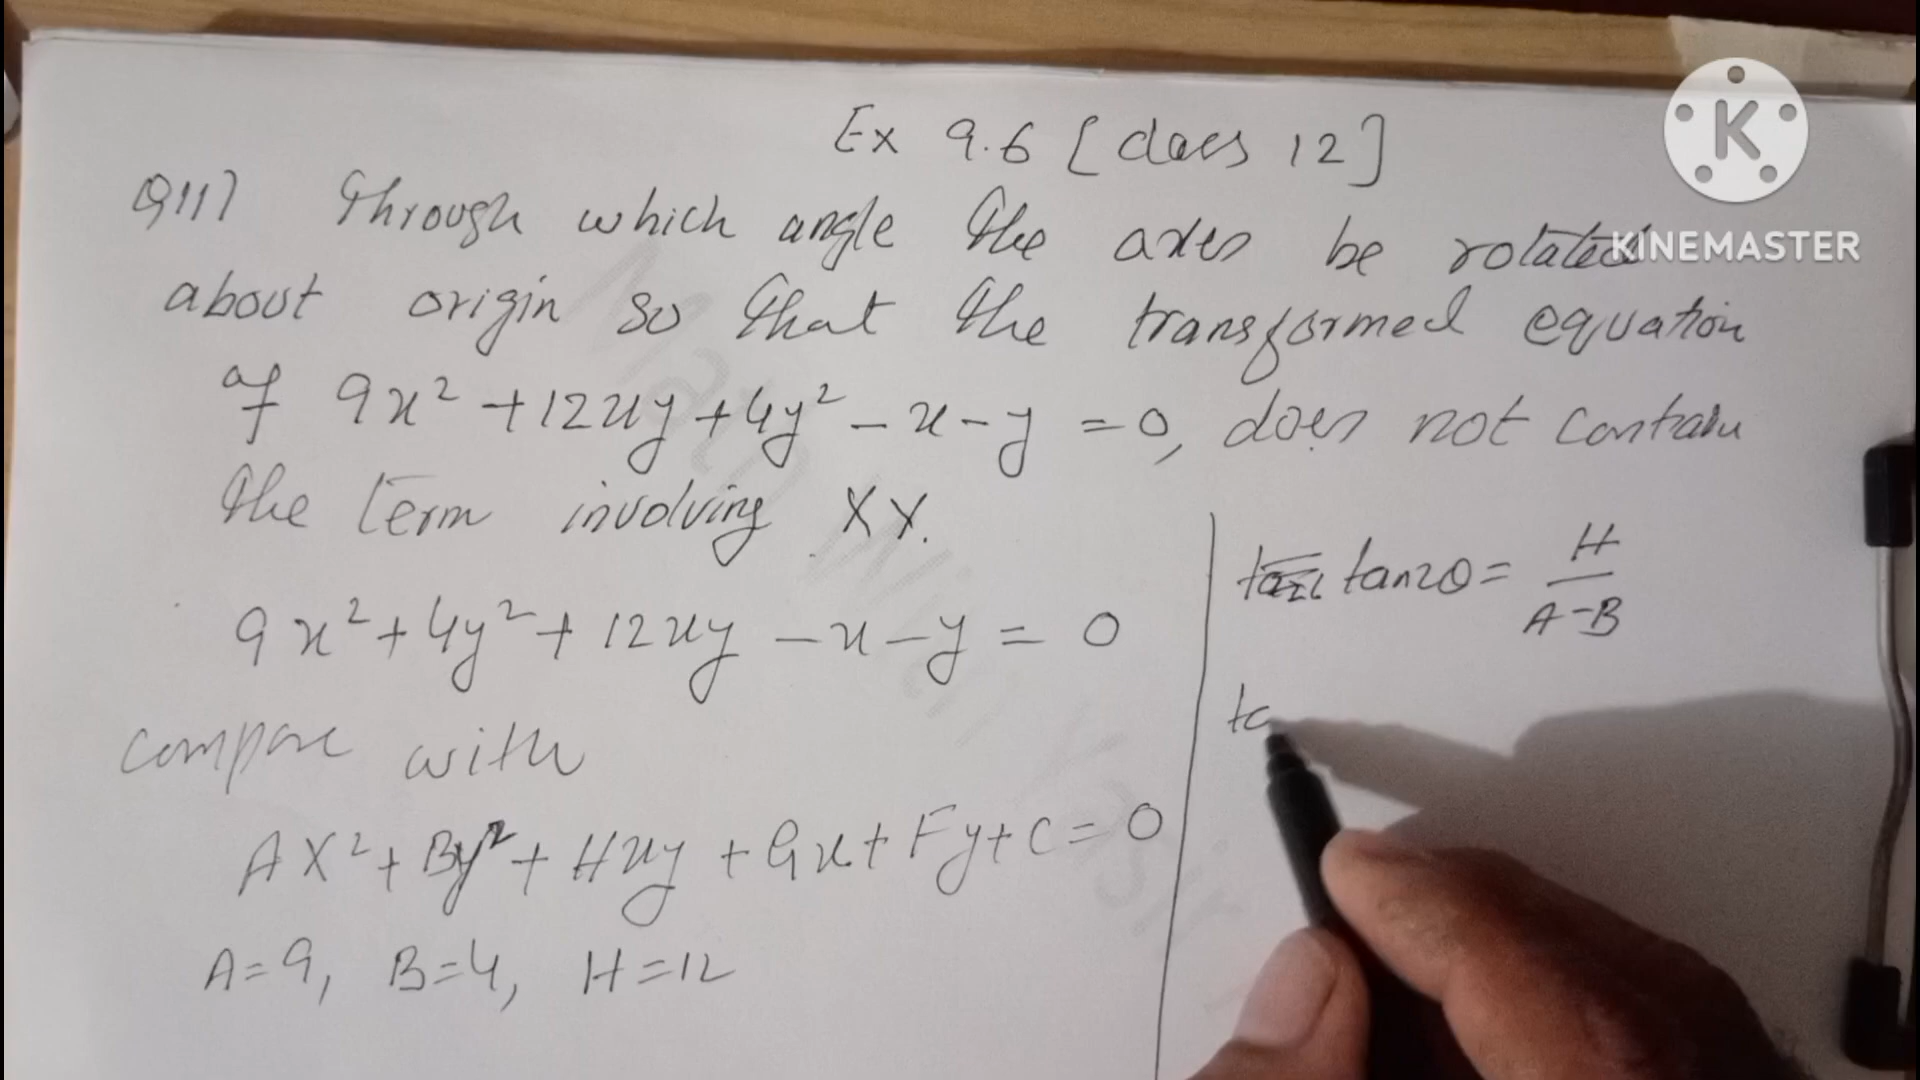 Ex 9.6 [class 12]
Q11) Through which angle the axes be rotated
about origin so that the transformed equation
of 9x² + 12xy + 4y² - x - y = 0, does not contain
the term involving XY.
9x² + 4y² + 12xy - x - y = 0
compare with
AX² + By² + Hxy + Gx + Fy + C = 0
A = 9, B = 4, H = 12
tan2θ = H / A - B
ta
K
KINEMASTER